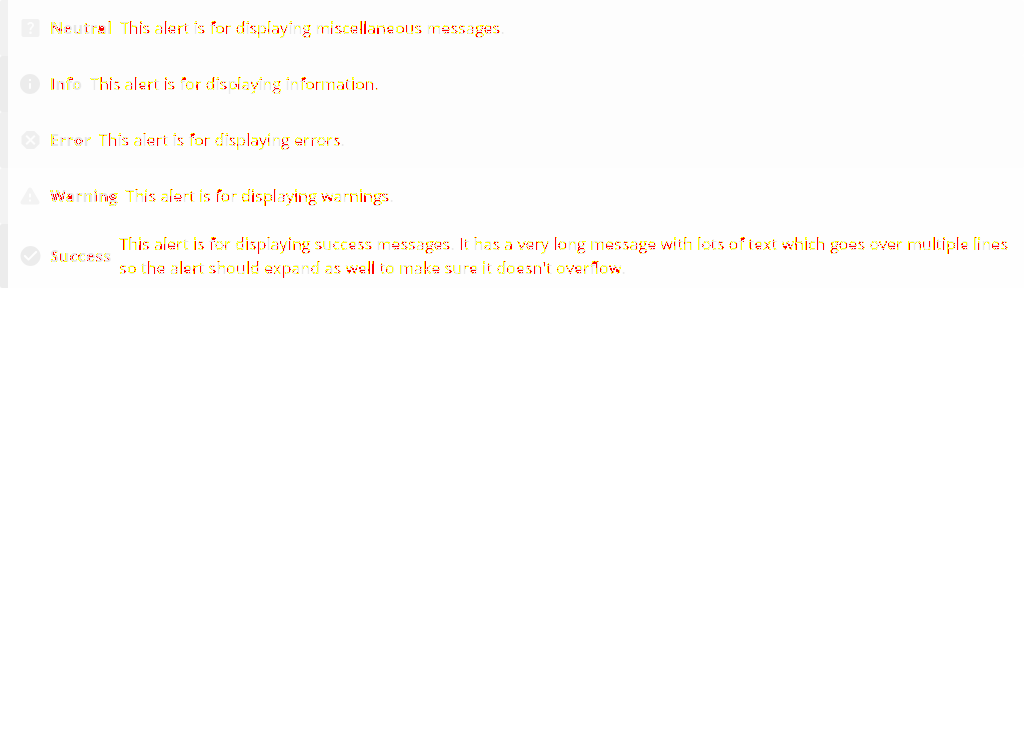 Neutral This alert is for displaying miscellaneous messages.
Info This alert is for displaying information.
Error This alert is for displaying errors.
Warning This alert is for displaying warnings.
Success This alert is for displaying success messages. It has a very long message with lots of text which goes over multiple lines
so the alert should expand as well to make sure it doesn't overflow.